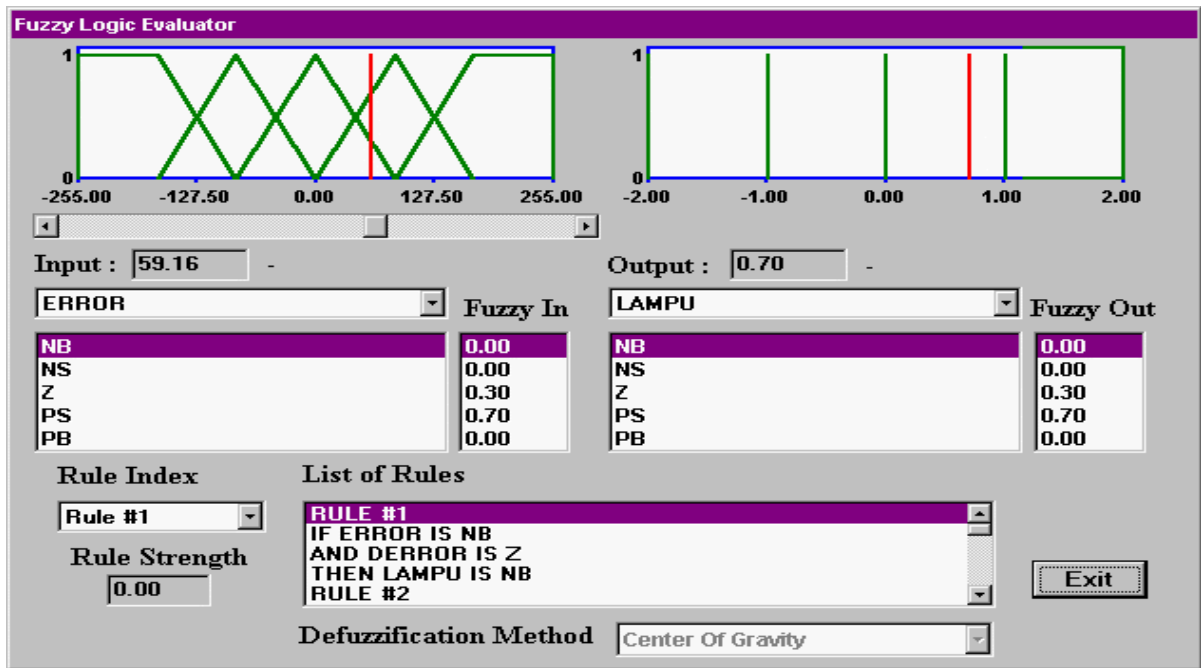 Fuzzy Logic Evaluator
1
0
-255.00 -127.50 0.00 127.50 255.00
1
0
-2.00 -1.00 0.00 1.00 2.00
Input : 59.16 -
Output : 0.70 -
ERROR
Fuzzy In
LAMPU
Fuzzy Out
NB 0.00
NS 0.00
Z 0.30
PS 0.70
PB 0.00
NB 0.00
NS 0.00
Z 0.30
PS 0.70
PB 0.00
Rule Index
List of Rules
Rule #1
Rule Strength
0.00
RULE #1
IF ERROR IS NB
AND DERROR IS Z
THEN LAMPU IS NB
RULE #2
Exit
Defuzzification Method Center Of Gravity